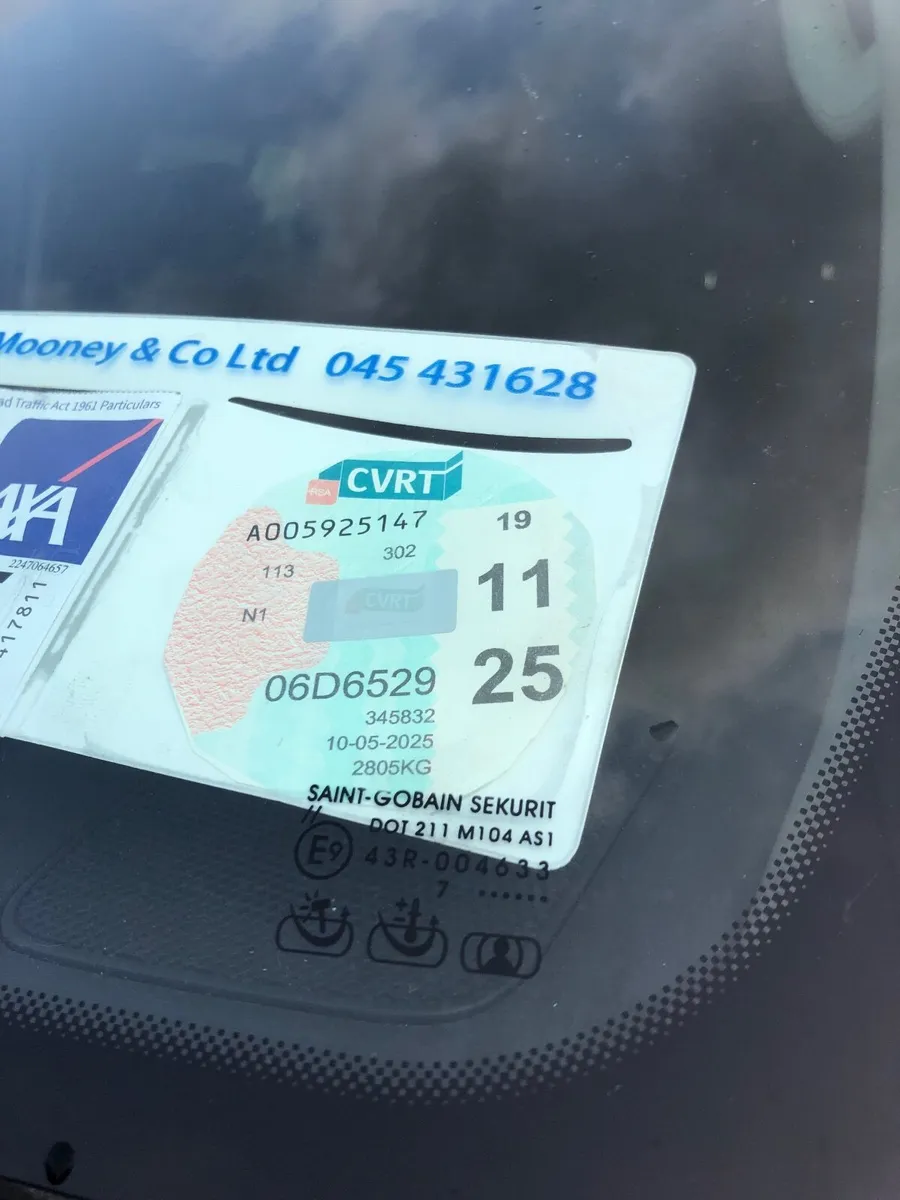 Mooney & Co Ltd 045 431628
Traffic Act 1961 Particulars
AXA
2247064657
417811
RSA
CVRT
A005925147
19
302
113
11
CVRT
N1
25
06D6529
345832
10-05-2025
2805KG
SAINT-GOBAIN SEKURIT
DOT 211 M104 AS1
E9 43R-004633
7 ......